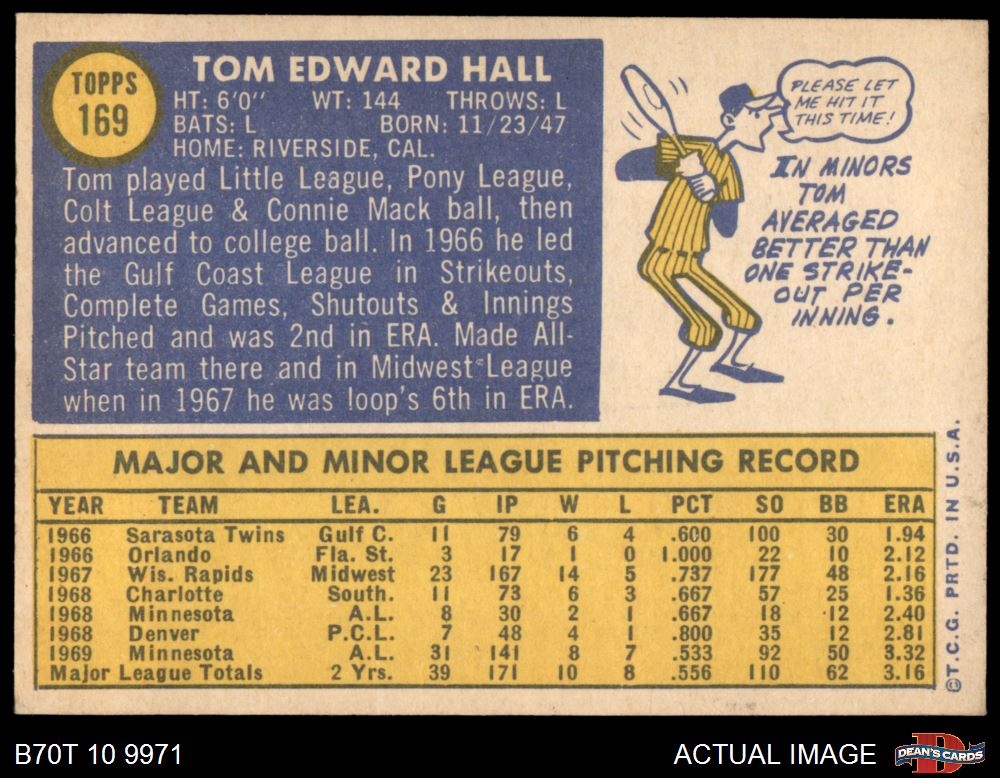 TOPPS
169
TOM EDWARD HALL
HT: 6'0" WT: 144 THROWS: L
BATS: L BORN: 11/23/47
HOME: RIVERSIDE, CAL.
Tom played Little League, Pony League,
Colt League & Connie Mack ball, then
advanced to college ball. In 1966 he led
the Gulf Coast League in Strikeouts,
Complete Games, Shutouts & Innings
Pitched and was 2nd in ERA. Made All-
Star team there and in Midwest League
when in 1967 he was loop's 6th in ERA.
PLEASE LET
ME HIT IT
THIS TIME!
IN MINORS
TOM
AVERAGED
BETTER THAN
ONE STRIKE-
OUT PER
INNING.
MAJOR AND MINOR LEAGUE PITCHING RECORD
YEAR TEAM LEA. G IP W L PCT SO BB ERA
1966 Sarasota Twins Gulf C. 11 79 6 4 .600 100 30 1.94
1966 Orlando Fla. St. 3 17 1 0 1.000 22 10 2.12
1967 Wis. Rapids Midwest 23 167 14 5 .737 177 48 2.16
1968 Charlotte South. 11 73 6 3 .667 57 25 1.36
1968 Minnesota A.L. 8 30 2 1 .667 18 12 2.40
1968 Denver P.C.L. 7 48 4 1 .800 35 12 2.81
1969 Minnesota A.L. 31 141 8 7 .533 92 50 3.32
Major League Totals 2 Yrs. 39 171 10 8 .556 110 62 3.16
©T.C.G. PRTD. IN U.S.A.
B70T 10 9971
ACTUAL IMAGE
DEAN'S CARDS